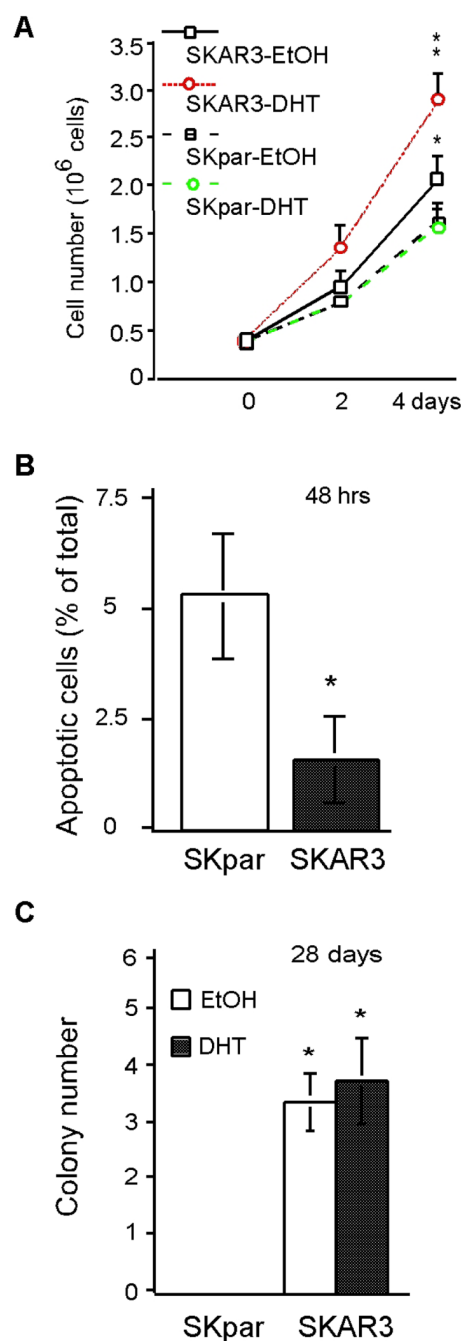 A
3.5
3.0
2.5
2.0
1.5
1.0
0.5
0
Cell number (10⁶ cells)
SKAR3-EtOH
SKAR3-DHT
SKpar-EtOH
SKpar-DHT
*
*
*
0 2 4 days
B
7.5
5
2.5
0
Apoptotic cells (% of total)
48 hrs
*
SKpar SKAR3
C
6
5
4
3
2
1
0
Colony number
28 days
EtOH
DHT
* *
SKpar SKAR3